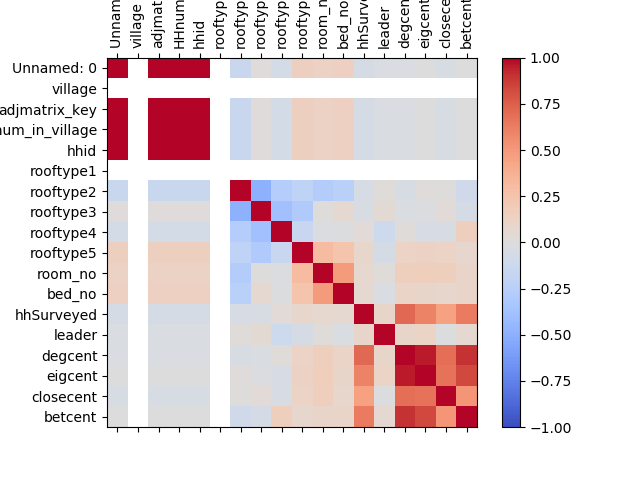 Unnam
village
adjmat
HHnum
hhid
rooftyp
rooftyp
rooftyp
rooftyp
rooftyp
room_n
bed_no
hhSurv
leader
degcent
eigcent
closece
betcent
Unnamed: 0
village
adjmatrix_key
num_in_village
hhid
rooftype1
rooftype2
rooftype3
rooftype4
rooftype5
room_no
bed_no
hhSurveyed
leader
degcent
eigcent
closecent
betcent
1.00
0.75
0.50
0.25
0.00
−0.25
−0.50
−0.75
−1.00